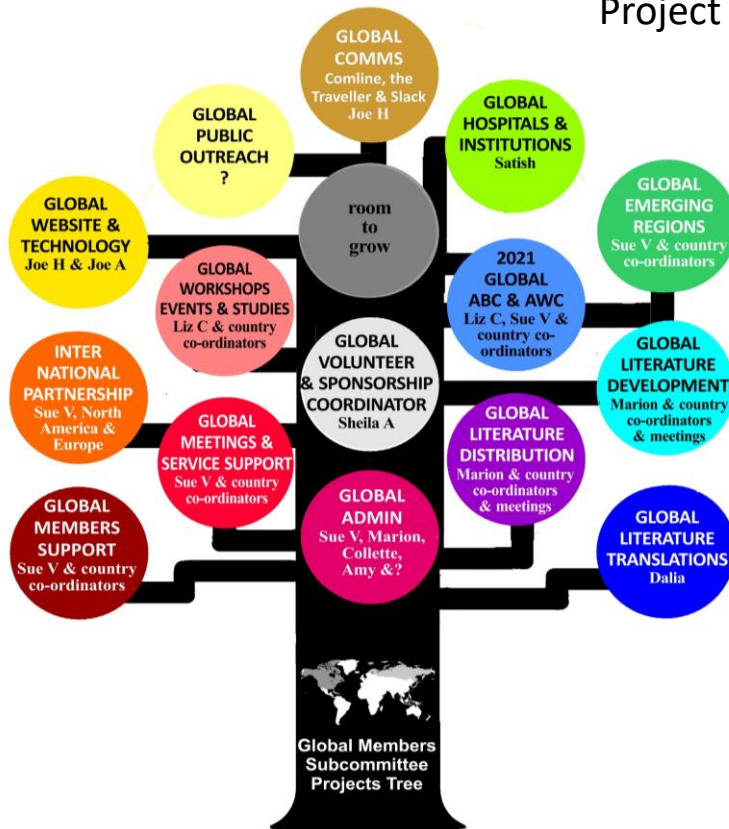 Project
GLOBAL
COMMS
Comline, the
Traveller & Slack
Joe H
GLOBAL
PUBLIC
OUTREACH
?
GLOBAL
HOSPITALS &
INSTITUTIONS
Satish
GLOBAL
WEBSITE &
TECHNOLOGY
Joe H & Joe A
room
to
grow
GLOBAL
EMERGING
REGIONS
Sue V & country
co-ordinators
GLOBAL
WORKSHOPS
EVENTS & STUDIES
Liz C & country
co-ordinators
2021
GLOBAL
ABC & AWC
Liz C, Sue V &
country co-
ordinators
INTER
NATIONAL
PARTNERSHIP
Sue V, North
America &
Europe
GLOBAL
VOLUNTEER
& SPONSORSHIP
COORDINATOR
Sheila A
GLOBAL
LITERATURE
DEVELOPMENT
Marion & country
co-ordinators
& meetings
GLOBAL
MEETINGS &
SERVICE SUPPORT
Sue V & country
co-ordinators
GLOBAL
LITERATURE
DISTRIBUTION
Marion & country
co-ordinators
& meetings
GLOBAL
MEMBERS
SUPPORT
Sue V & country
co-ordinators
GLOBAL
ADMIN
Sue V, Marion,
Collette,
Amy &?
GLOBAL
LITERATURE
TRANSLATIONS
Dalia
Global Members
Subcommittee
Projects Tree